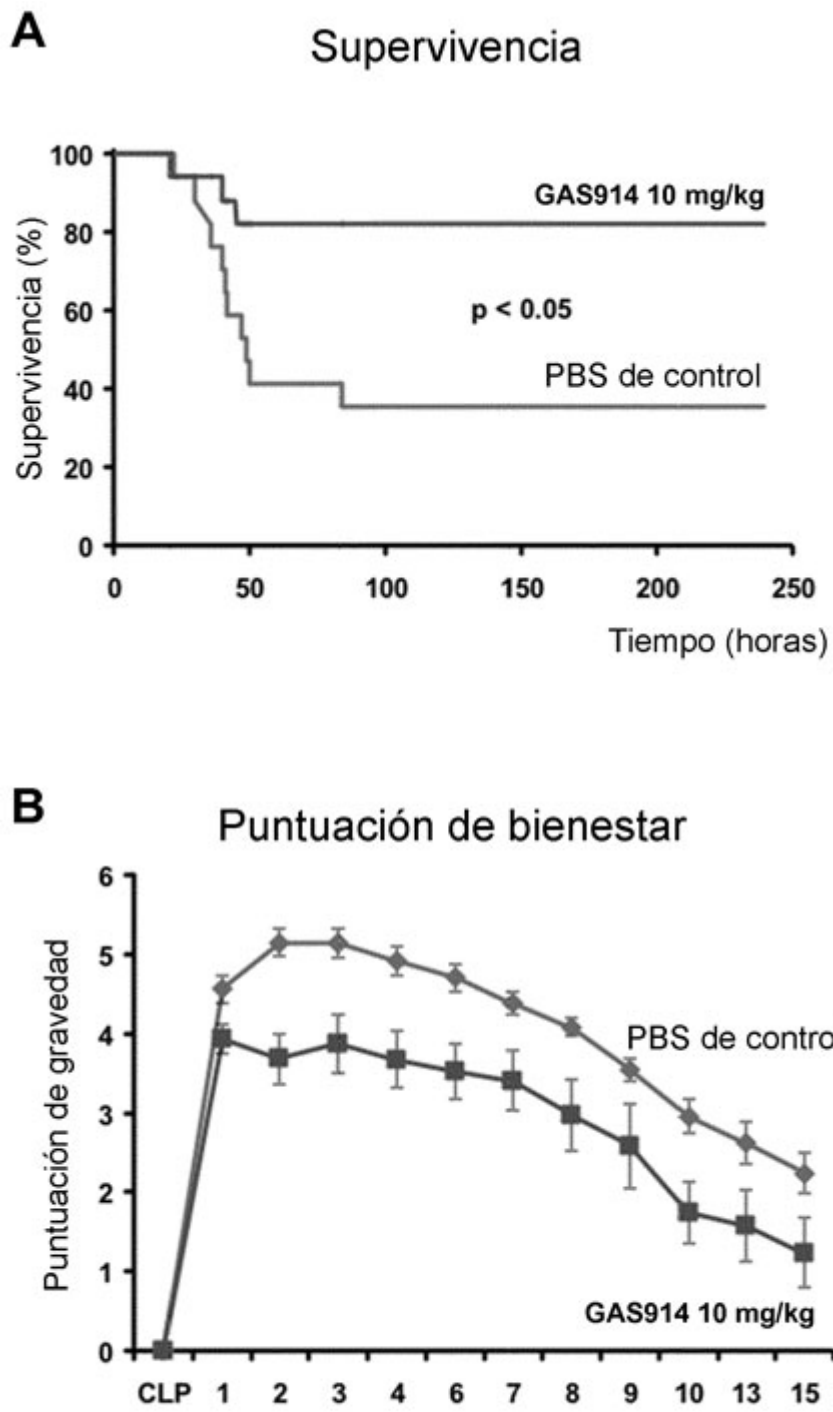 A
Supervivencia
Supervivencia (%)
100
80
60
40
20
0
GAS914 10 mg/kg
p < 0.05
PBS de control
0 50 100 150 200 250
Tiempo (horas)
B
Puntuación de bienestar
Puntuación de gravedad
6
5
4
3
2
1
0
PBS de contro
GAS914 10 mg/kg
CLP 1 2 3 4 6 7 8 9 10 13 15